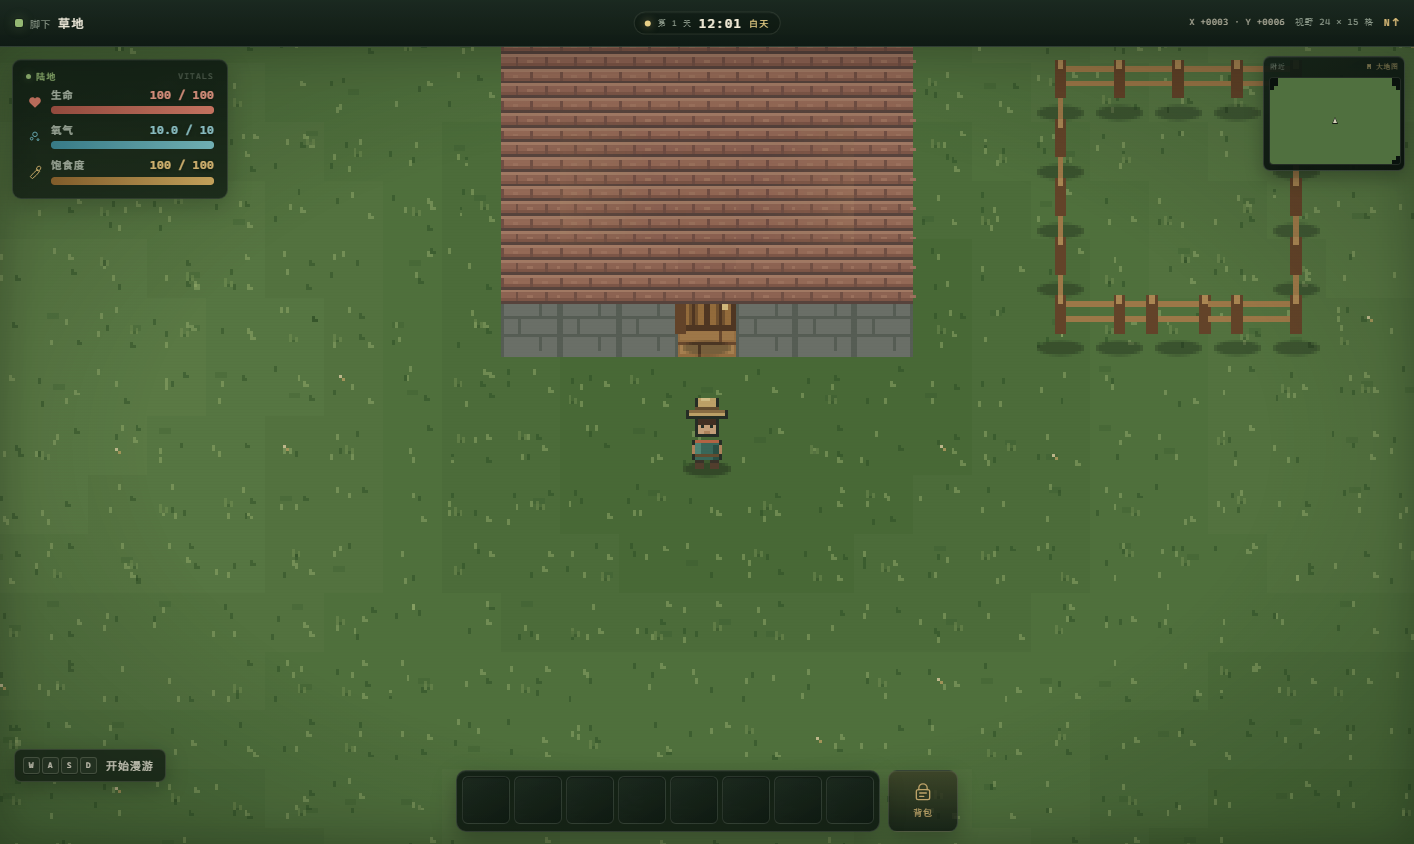 脚下 草地
第 1 天 12:01 白天
X +0003 · Y +0006 视野 24 × 15 格 N↑
陆地 VITALS
生命 100 / 100
氧气 10.0 / 10
饱食度 100 / 100
附近 M 大地图
W A S D 开始漫游
背包